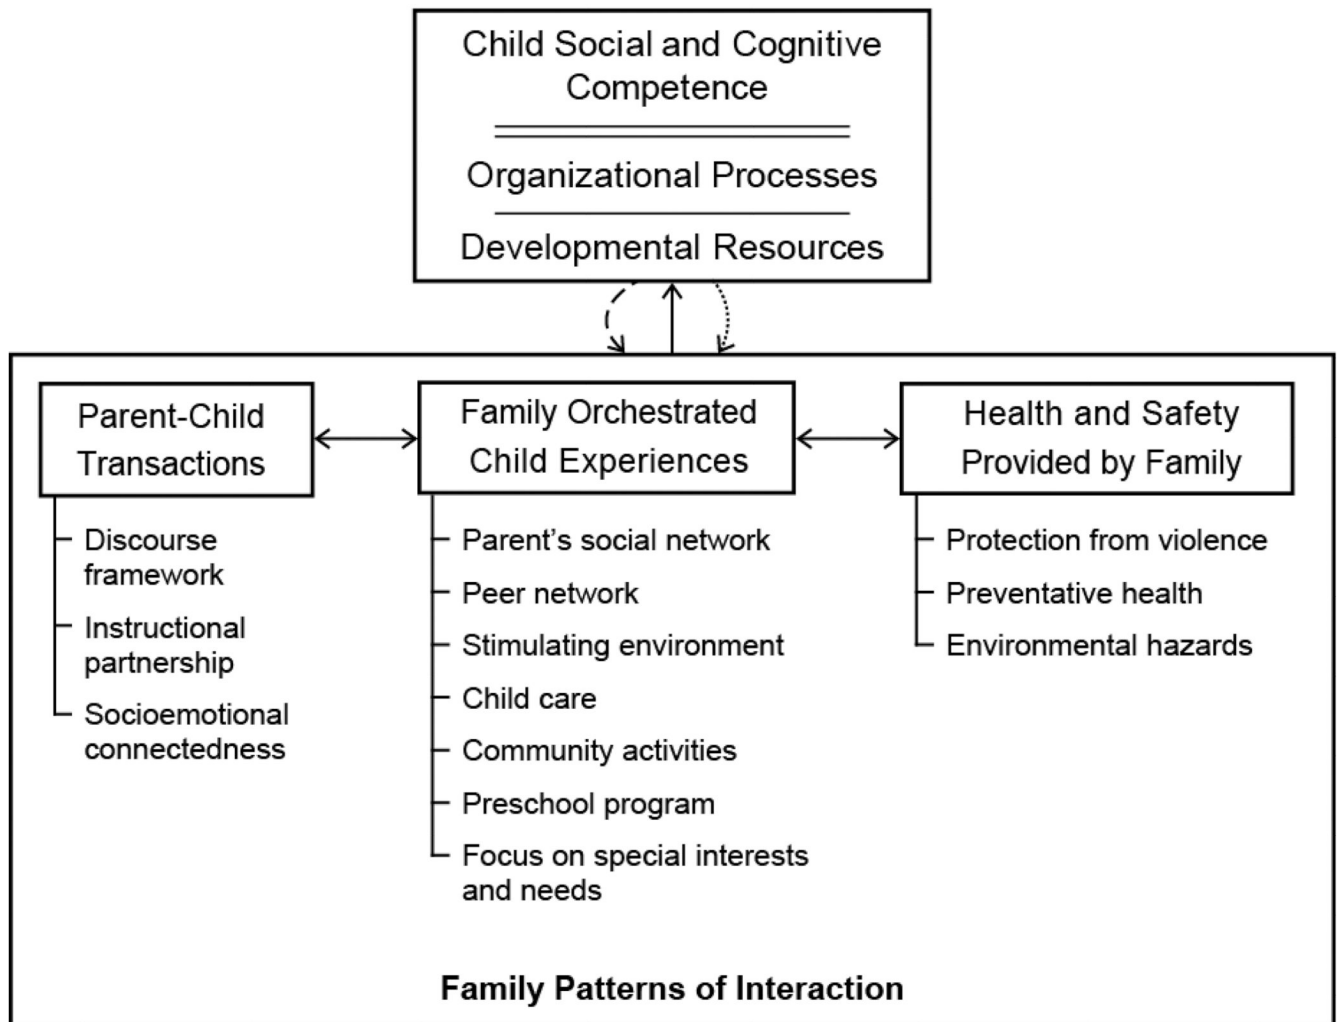 Child Social and Cognitive
Competence
Organizational Processes
Developmental Resources
Parent-Child
Transactions
Discourse
framework
Instructional
partnership
Socioemotional
connectedness
Family Orchestrated
Child Experiences
Parent’s social network
Peer network
Stimulating environment
Child care
Community activities
Preschool program
Focus on special interests
and needs
Health and Safety
Provided by Family
Protection from violence
Preventative health
Environmental hazards
Family Patterns of Interaction